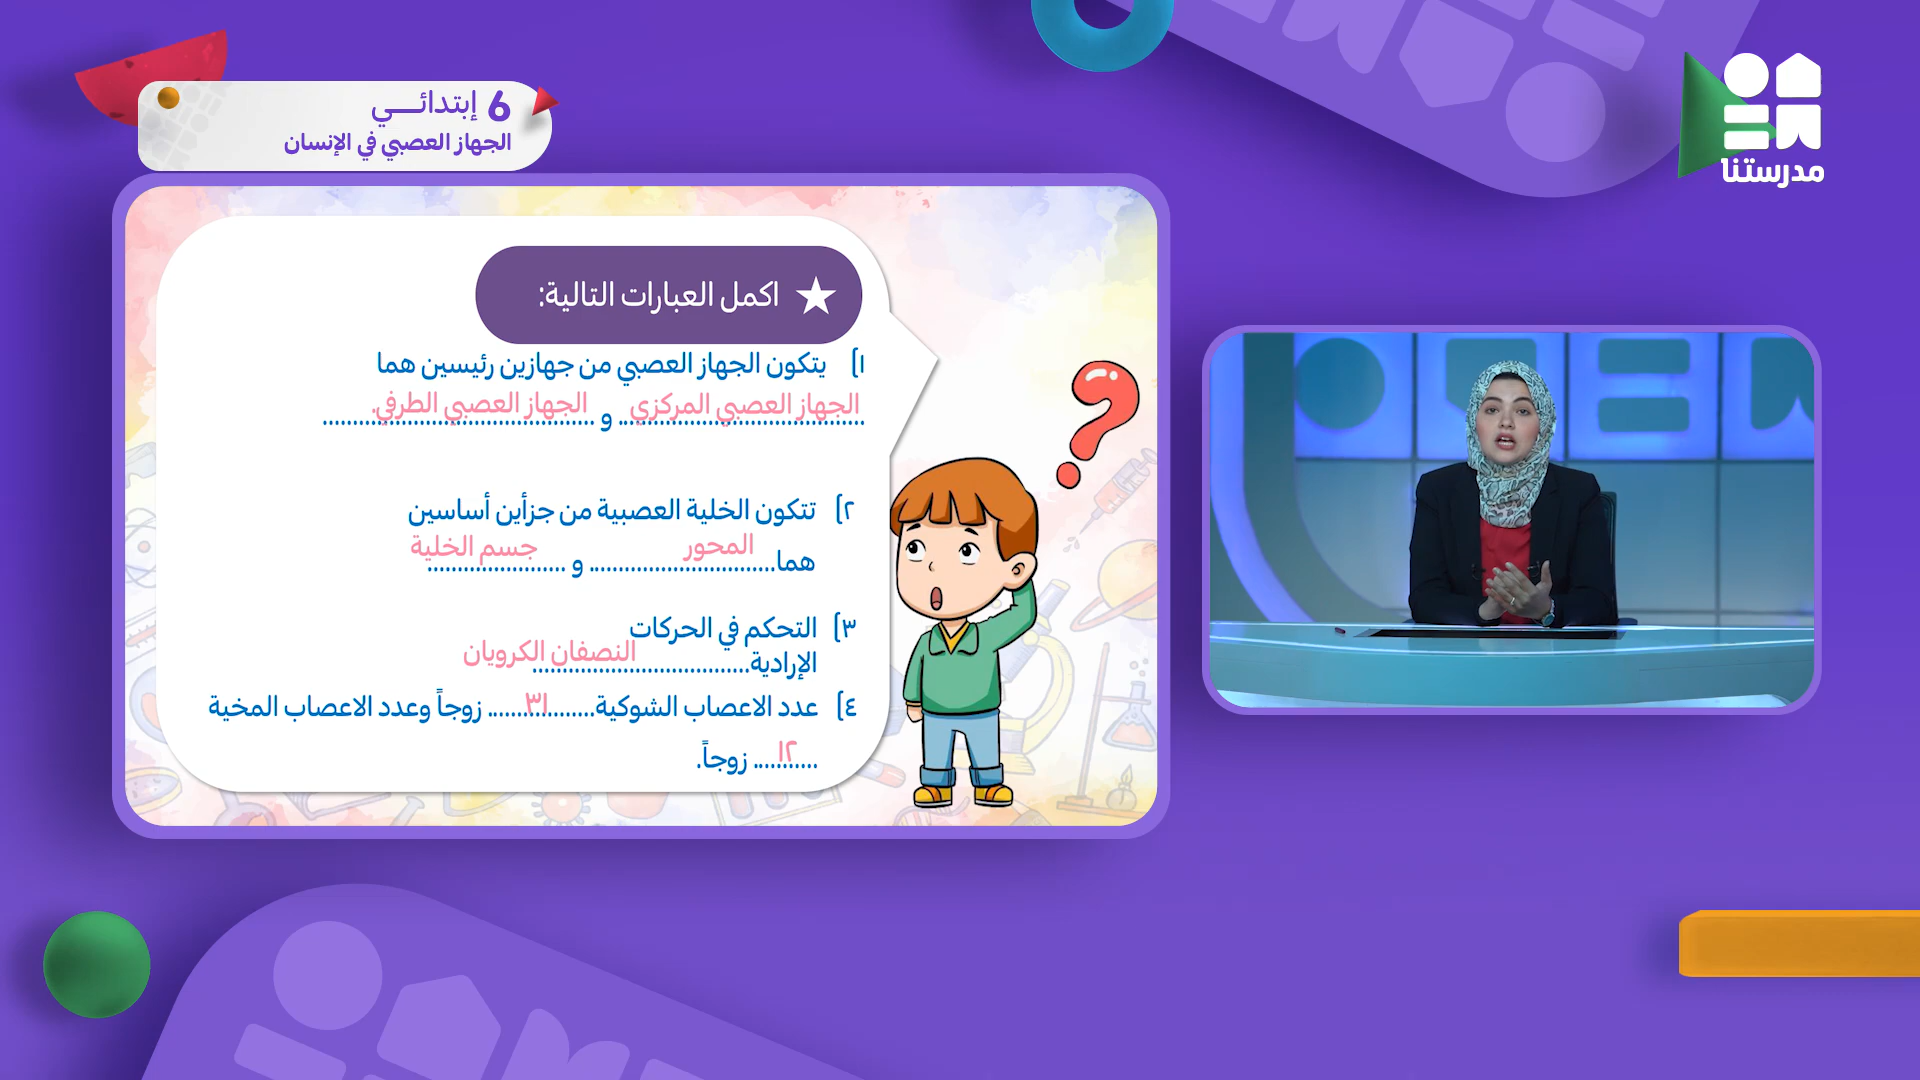 6 إبتدائي
الجهاز العصبي في الإنسان
مدرستنا
اكمل العبارات التالية:
١) يتكون الجهاز العصبي من جهازين رئيسين هما
الجهاز العصبي المركزي و الجهاز العصبي الطرفي
٢) تتكون الخلية العصبية من جزأين أساسين
هما المحور و جسم الخلية
٣) التحكم في الحركات
الإرادية النصفان الكرويان
٤) عدد الاعصاب الشوكية ٣١ زوجاً وعدد الاعصاب المخية
١٢ زوجاً.